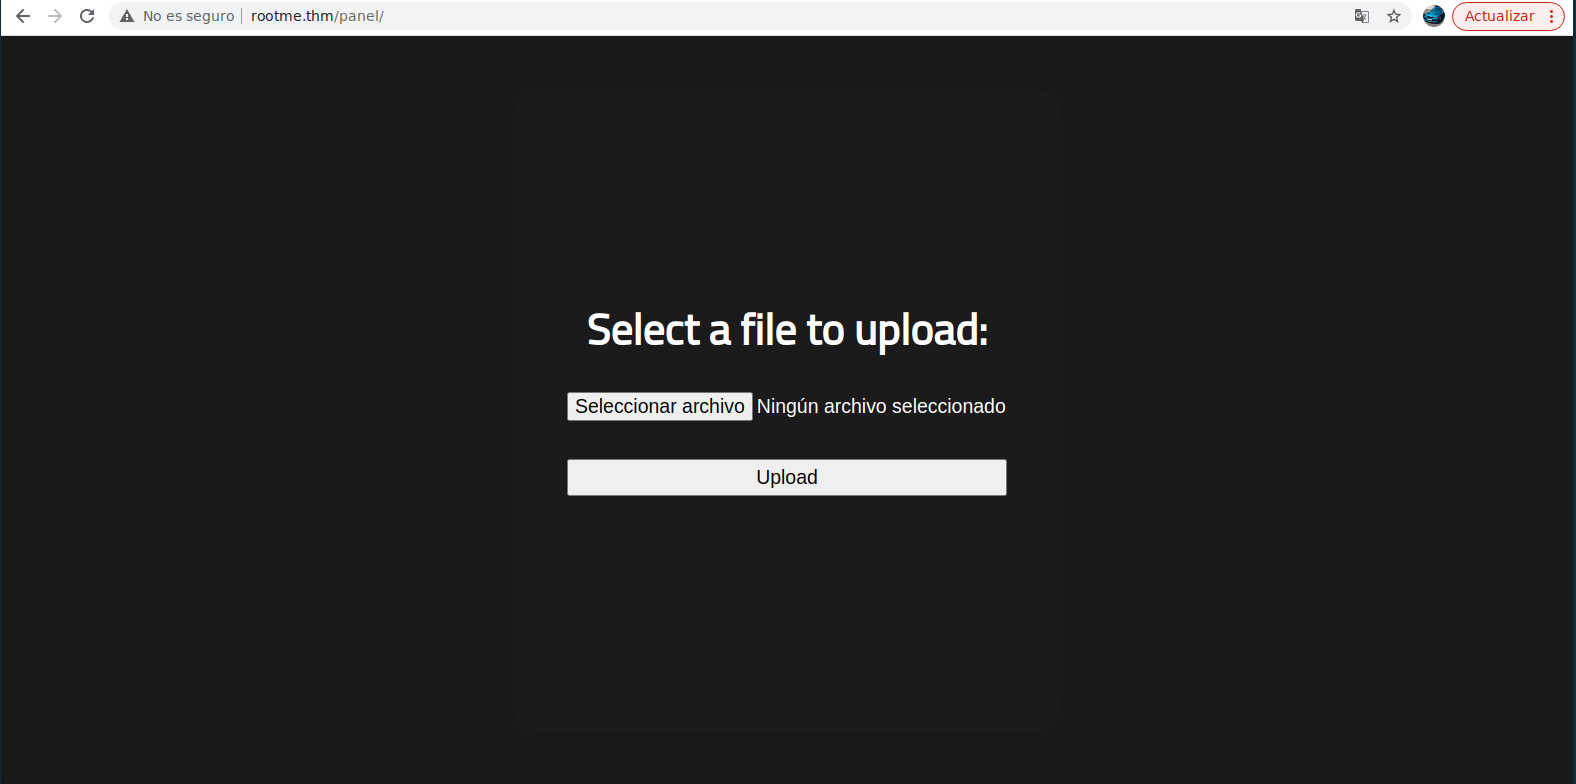 No es seguro rootme.thm/panel/ Actualizar
Select a file to upload:
Seleccionar archivo Ningún archivo seleccionado
Upload